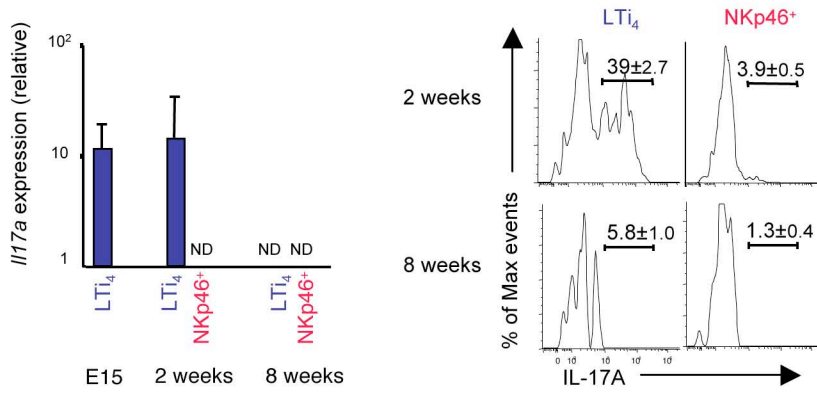 Il17a expression (relative)
10²
10
1
ND
ND ND
LTi₄
LTi₄
NKp46⁺
LTi₄
NKp46⁺
E15
2 weeks
8 weeks
LTi₄
NKp46⁺
2 weeks
39±2.7
3.9±0.5
8 weeks
5.8±1.0
1.3±0.4
% of Max events
IL-17A